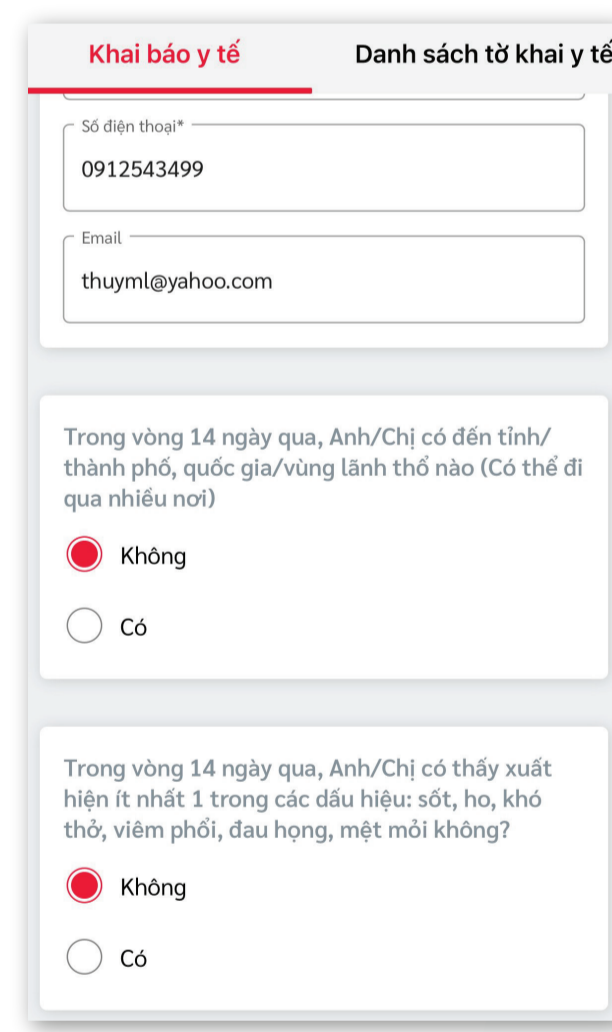 Khai báo y tế
Danh sách tờ khai y tế
Số điện thoại*
0912543499
Email
thuyml@yahoo.com
Trong vòng 14 ngày qua, Anh/Chị có đến tỉnh/
thành phố, quốc gia/vùng lãnh thổ nào (Có thể đi
qua nhiều nơi)
Không
Có
Trong vòng 14 ngày qua, Anh/Chị có thấy xuất
hiện ít nhất 1 trong các dấu hiệu: sốt, ho, khó
thở, viêm phổi, đau họng, mệt mỏi không?
Không
Có